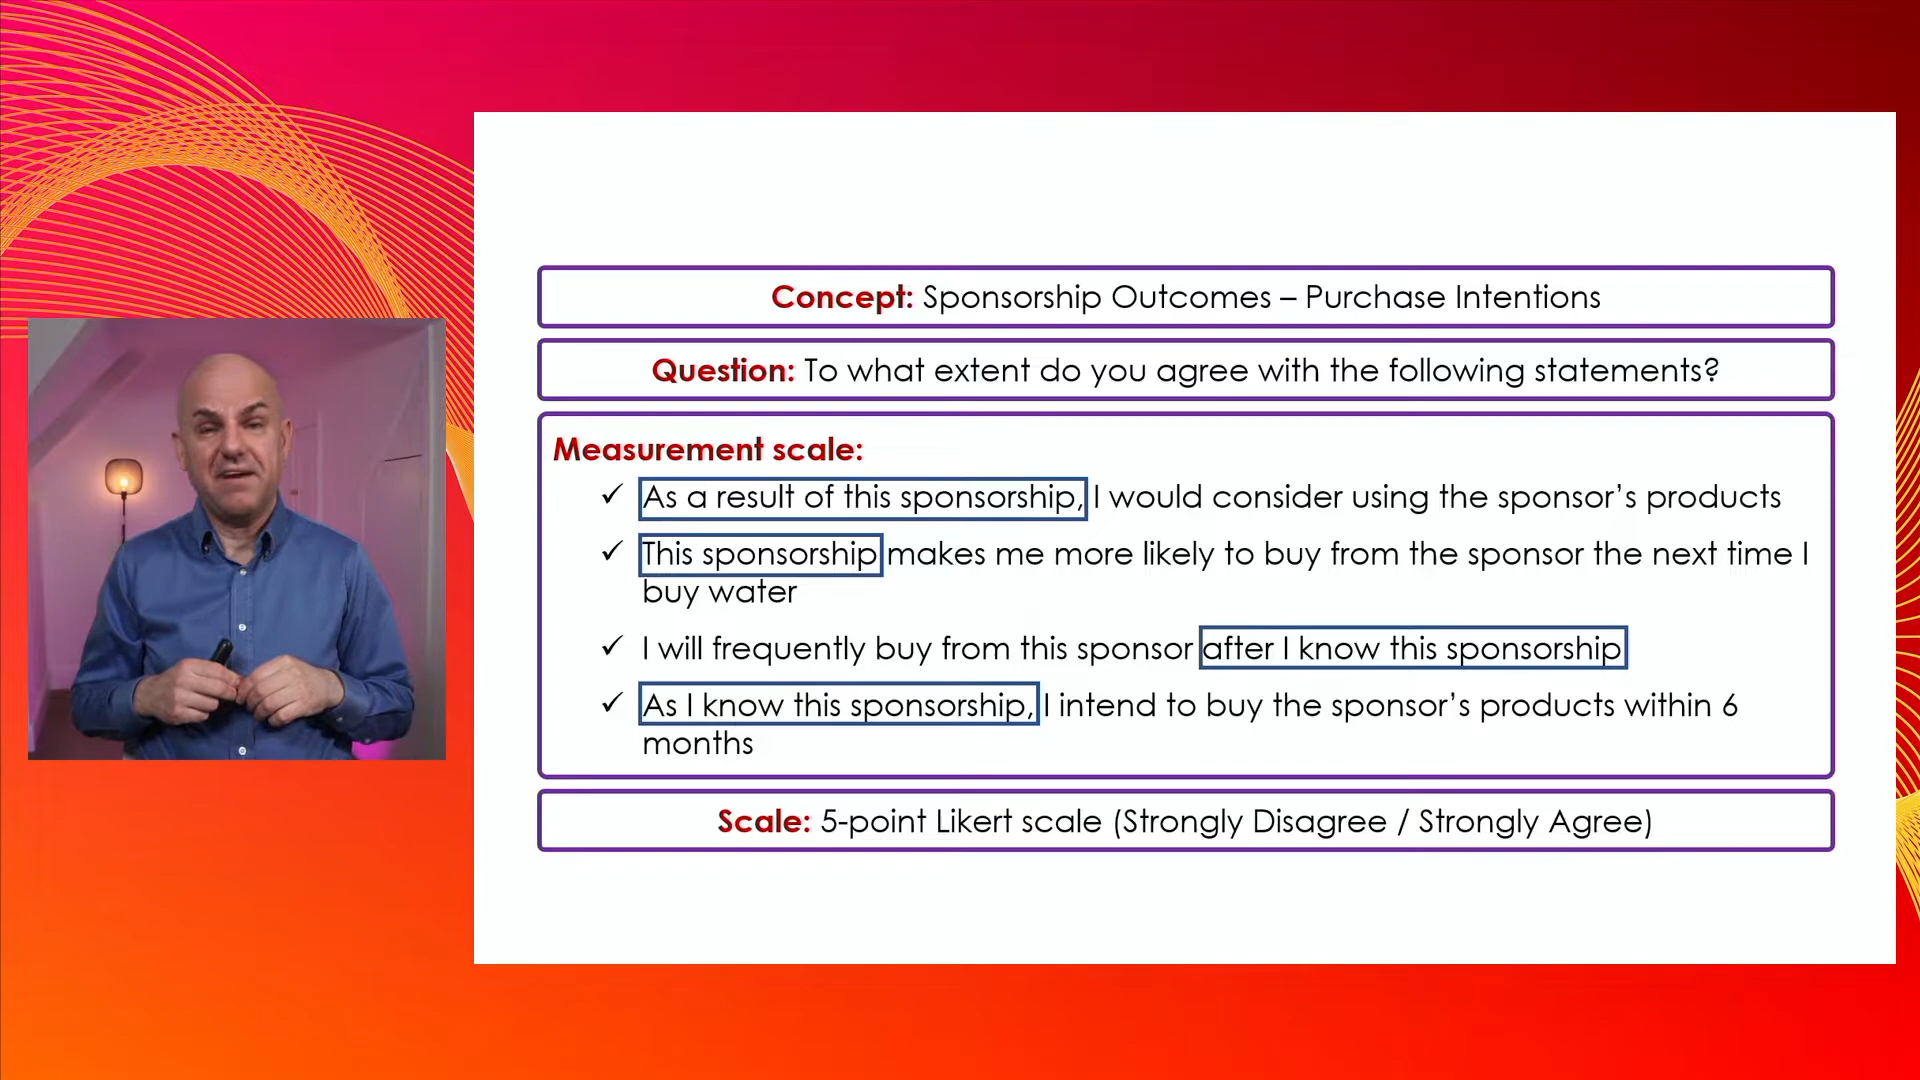 Concept: Sponsorship Outcomes – Purchase Intentions
Question: To what extent do you agree with the following statements?
Measurement scale:
✓ As a result of this sponsorship, I would consider using the sponsor’s products
✓ This sponsorship makes me more likely to buy from the sponsor the next time I
buy water
✓ I will frequently buy from this sponsor after I know this sponsorship
✓ As I know this sponsorship, I intend to buy the sponsor’s products within 6
months
Scale: 5-point Likert scale (Strongly Disagree / Strongly Agree)